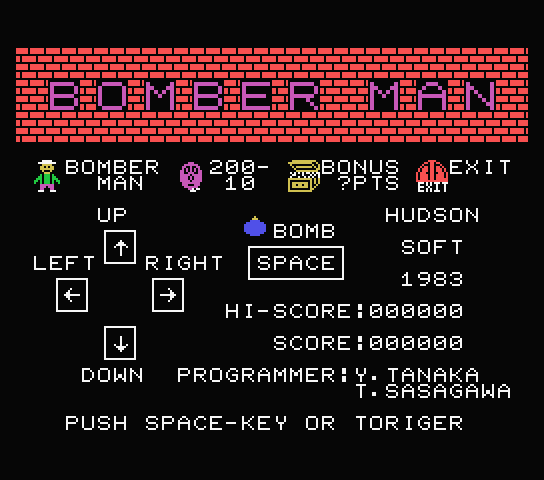 BOMBER MAN
BOMBER MAN
200-10
BONUS ?PTS
EXIT
EXIT
UP
LEFT
↑
RIGHT
←
→
↓
DOWN
BOMB
SPACE
HUDSON
SOFT
1983
HI-SCORE:000000
SCORE:000000
PROGRAMMER:Y.TANAKA
T.SASAGAWA
PUSH SPACE-KEY OR TORIGER